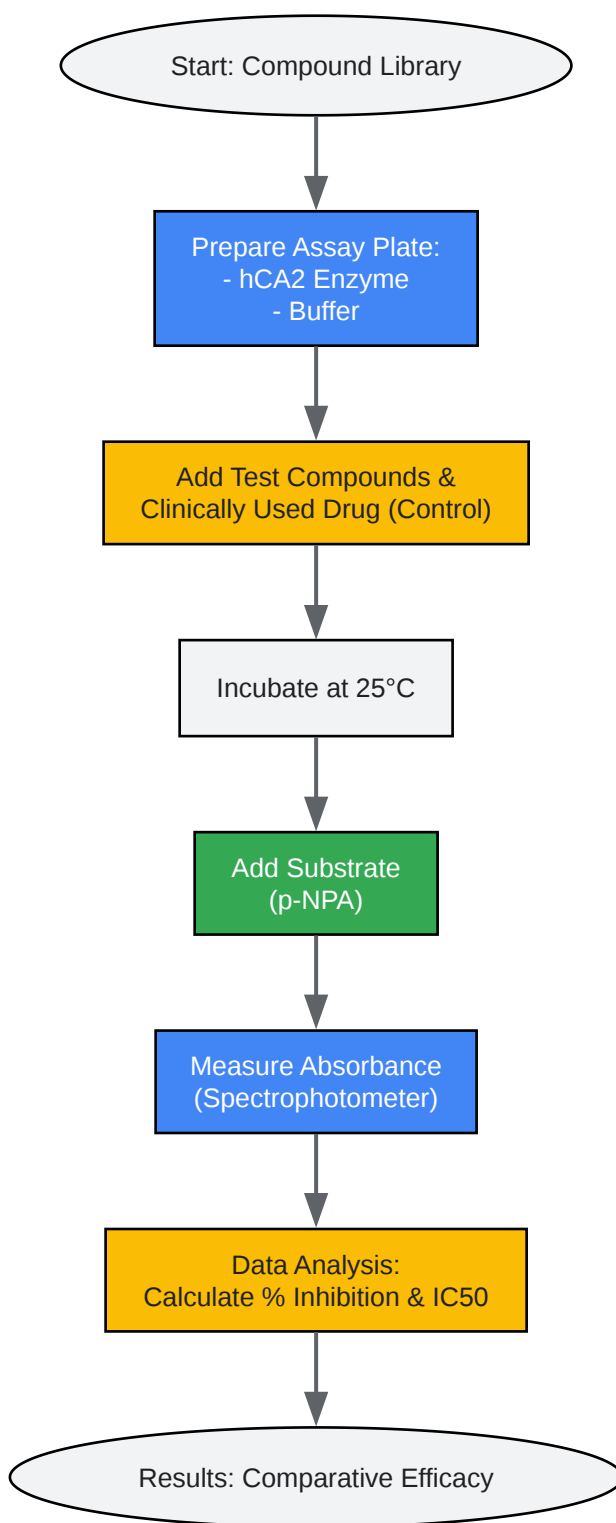 Start: Compound Library
Prepare Assay Plate:
- hCA2 Enzyme
- Buffer
Add Test Compounds &
Clinically Used Drug (Control)
Incubate at 25°C
Add Substrate
(p-NPA)
Measure Absorbance
(Spectrophotometer)
Data Analysis:
Calculate % Inhibition & IC50
Results: Comparative Efficacy